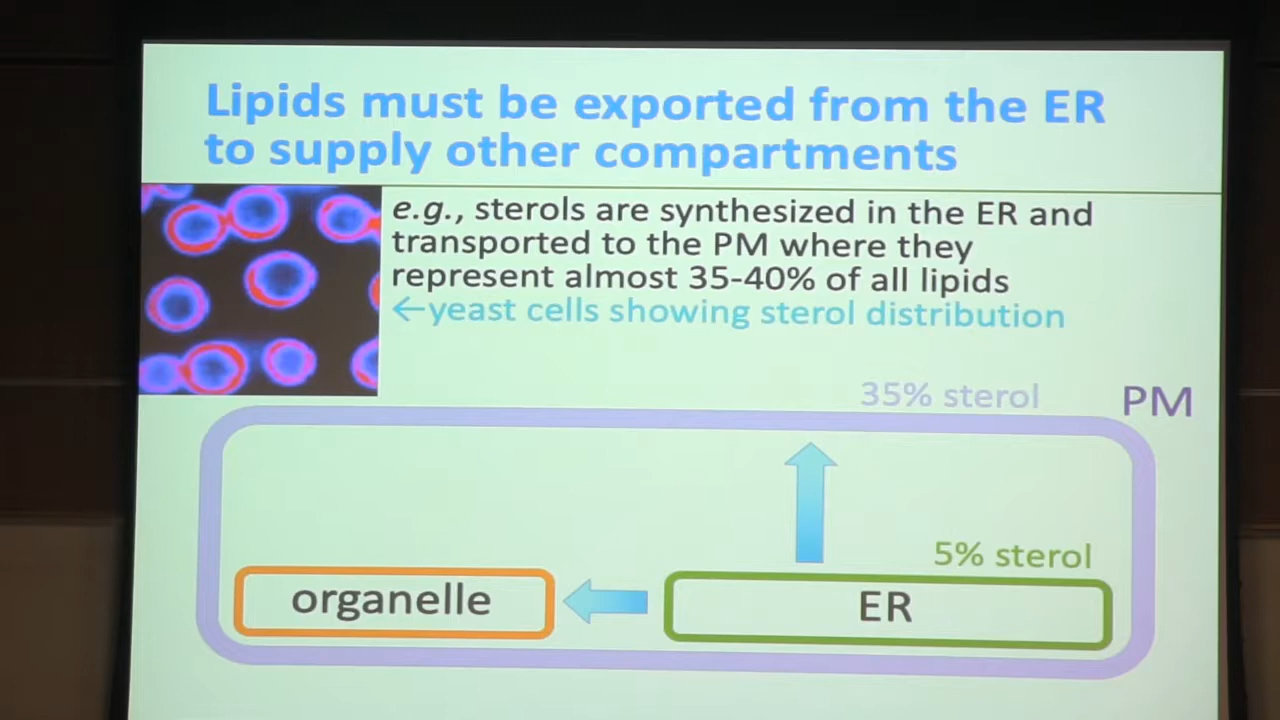 Lipids must be exported from the ER
to supply other compartments
e.g., sterols are synthesized in the ER and
transported to the PM where they
represent almost 35-40% of all lipids
←yeast cells showing sterol distribution
35% sterol
PM
5% sterol
organelle
ER